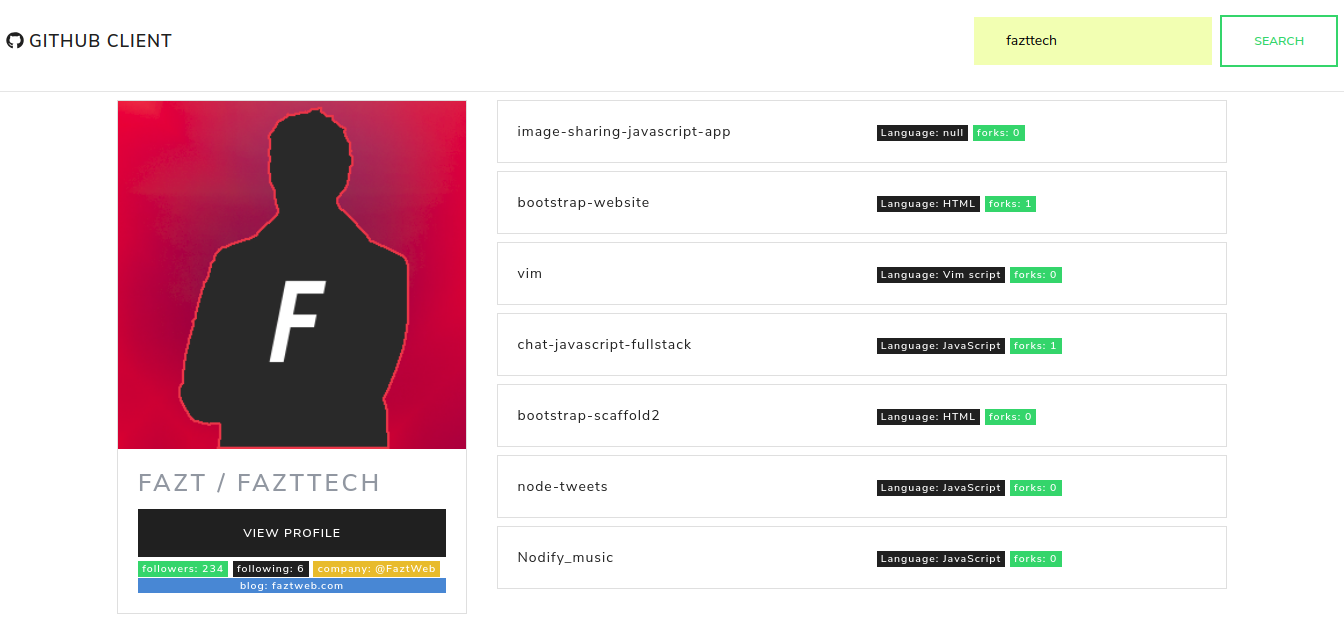 GITHUB CLIENT
fazttech
SEARCH
F
FAZT / FAZTTECH
VIEW PROFILE
followers: 234 following: 6 company: @FaztWeb
blog: faztweb.com
image-sharing-javascript-app Language: null forks: 0
bootstrap-website Language: HTML forks: 1
vim Language: Vim script forks: 0
chat-javascript-fullstack Language: JavaScript forks: 1
bootstrap-scaffold2 Language: HTML forks: 0
node-tweets Language: JavaScript forks: 0
Nodify_music Language: JavaScript forks: 0